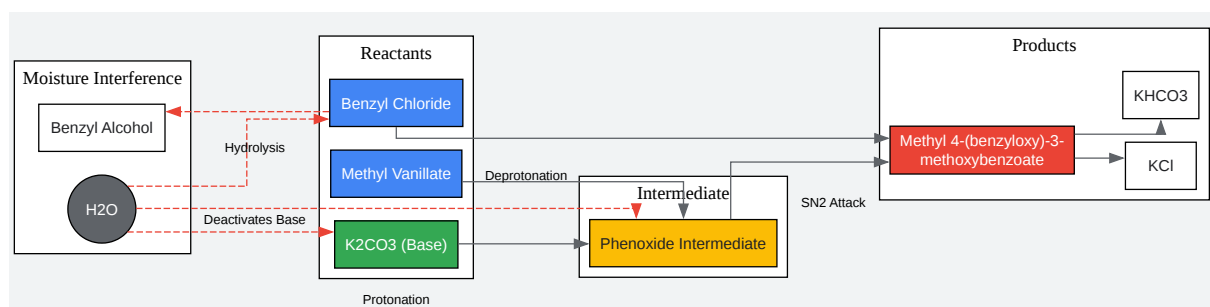 Moisture Interference
Benzyl Alcohol
H2O
Hydrolysis
Deactivates Base
Reactants
Benzyl Chloride
Methyl Vanillate
K2CO3 (Base)
Protonation
Deprotonation
Intermediate
Phenoxide Intermediate
SN2 Attack
Products
Methyl 4-(benzyloxy)-3-
methoxybenzoate
KHCO3
KCl